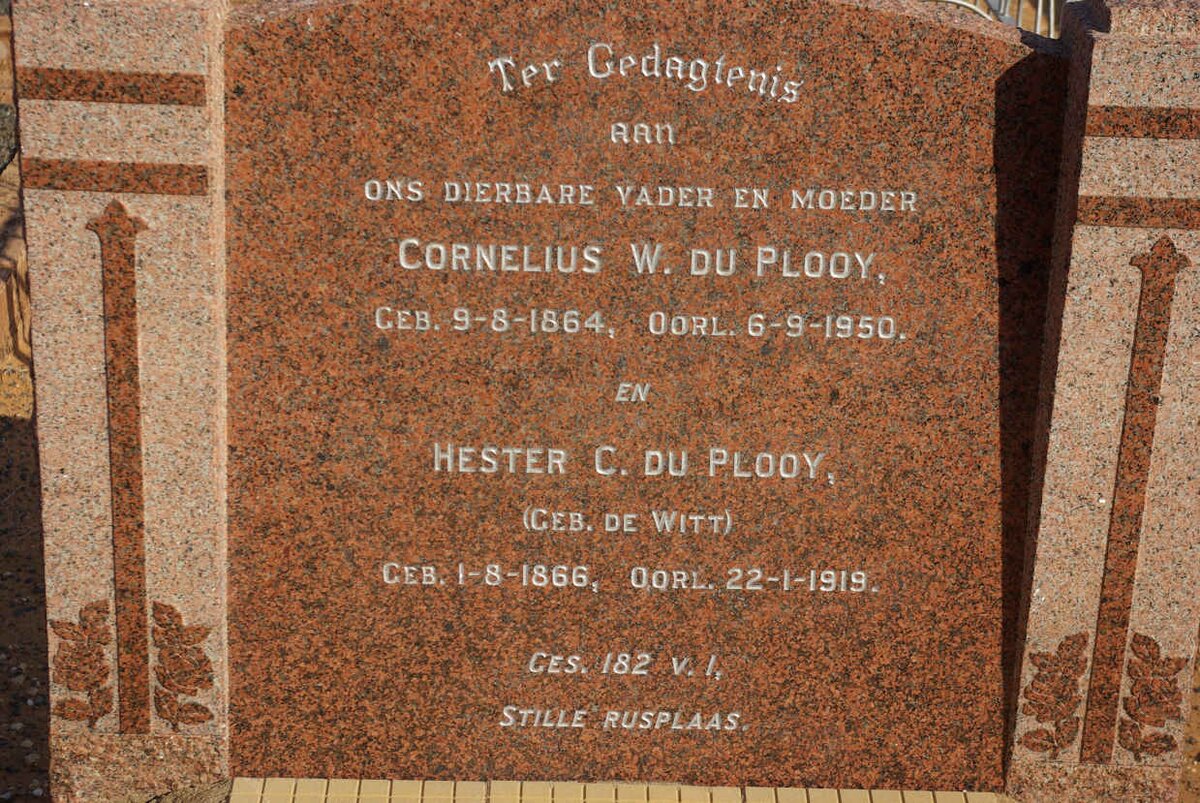 Ter Gedagtenis
aan
ONS DIERBARE VADER EN MOEDER
CORNELIUS W. DU PLOOY,
GEB. 9-8-1864, OORL. 6-9-1950.
EN
HESTER C. DU PLOOY,
(GEB. DE WITT)
GEB. 1-8-1866, OORL. 22-1-1919.
GES. 182 V. 1,
STILLE RUSPLAAS.